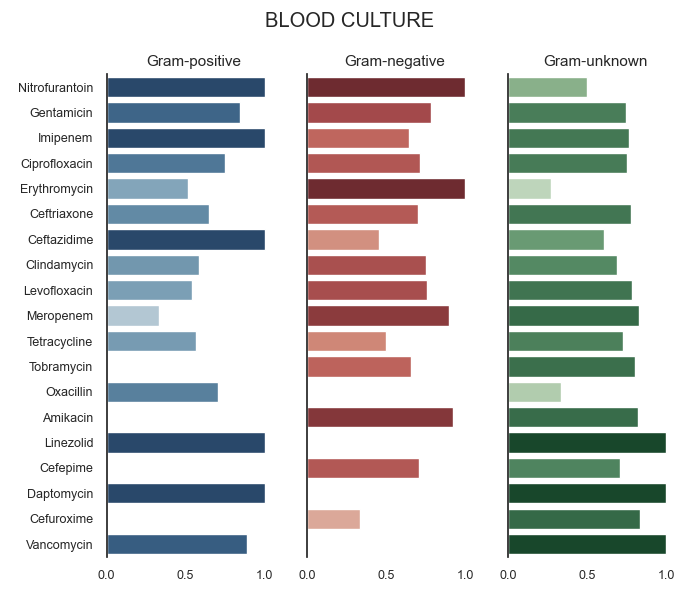 BLOOD CULTURE
Gram-positive Gram-negative Gram-unknown
Nitrofurantoin
Gentamicin
Imipenem
Ciprofloxacin
Erythromycin
Ceftriaxone
Ceftazidime
Clindamycin
Levofloxacin
Meropenem
Tetracycline
Tobramycin
Oxacillin
Amikacin
Linezolid
Cefepime
Daptomycin
Cefuroxime
Vancomycin
0.0 0.5 1.0 0.0 0.5 1.0 0.0 0.5 1.0